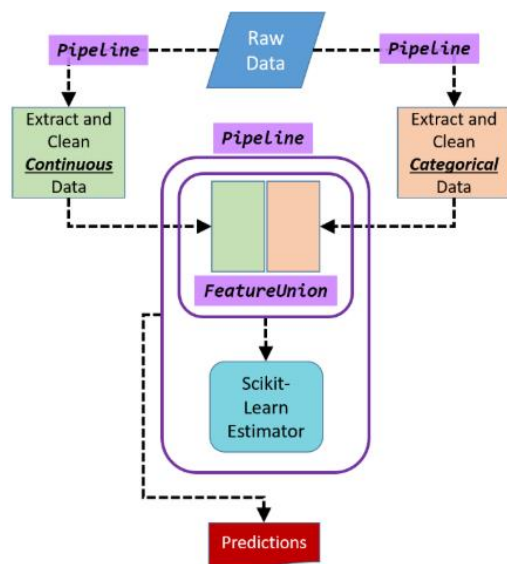 Pipeline
Raw
Data
Pipeline
Extract and
Clean
Continuous
Data
Extract and
Clean
Categorical
Data
Pipeline
FeatureUnion
Scikit-
Learn
Estimator
Predictions